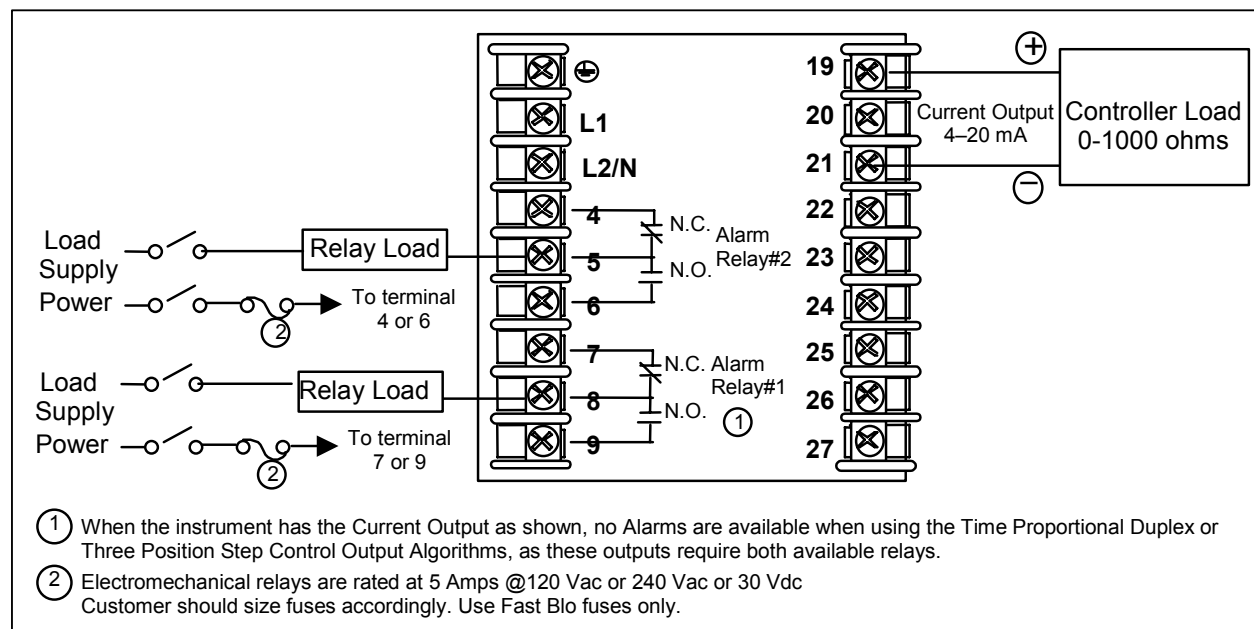 L1
L2/N
4
5
6
7
8
9
N.C.
Alarm
Relay#2
N.O.
N.C. Alarm
Relay#1
N.O.
1
19
20
21
22
23
24
25
26
27
+
Current Output
4–20 mA
−
Controller Load
0-1000 ohms
Load
Supply
Power
Relay Load
2
To terminal
4 or 6
Load
Supply
Power
Relay Load
2
To terminal
7 or 9
1 When the instrument has the Current Output as shown, no Alarms are available when using the Time Proportional Duplex or
Three Position Step Control Output Algorithms, as these outputs require both available relays.
2 Electromechanical relays are rated at 5 Amps @120 Vac or 240 Vac or 30 Vdc
Customer should size fuses accordingly. Use Fast Blo fuses only.